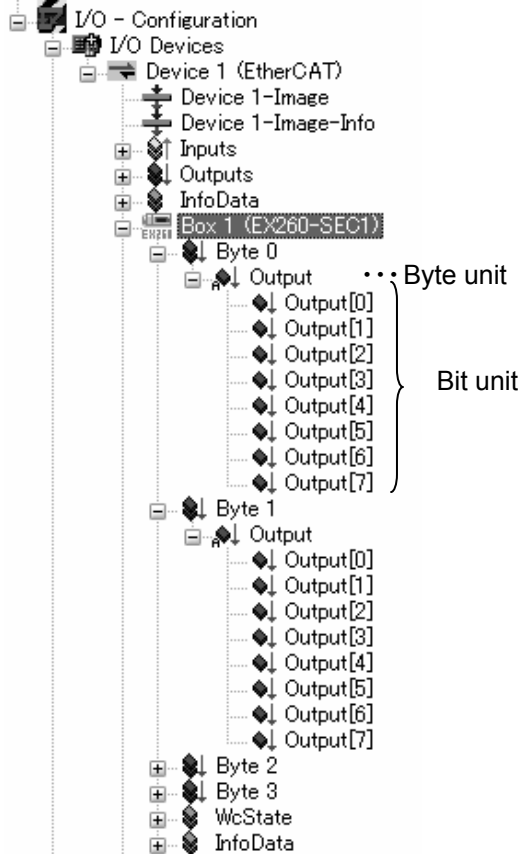 I/O - Configuration
I/O Devices
Device 1 (EtherCAT)
Device 1-Image
Device 1-Image-Info
Inputs
Outputs
InfoData
EX260 Box 1 (EX260-SEC1)
Byte 0
Output ··· Byte unit
Output[0]
Output[1]
Output[2]
Output[3]
Output[4] Bit unit
Output[5]
Output[6]
Output[7]
Byte 1
Output
Output[0]
Output[1]
Output[2]
Output[3]
Output[4]
Output[5]
Output[6]
Output[7]
Byte 2
Byte 3
WcState
InfoData